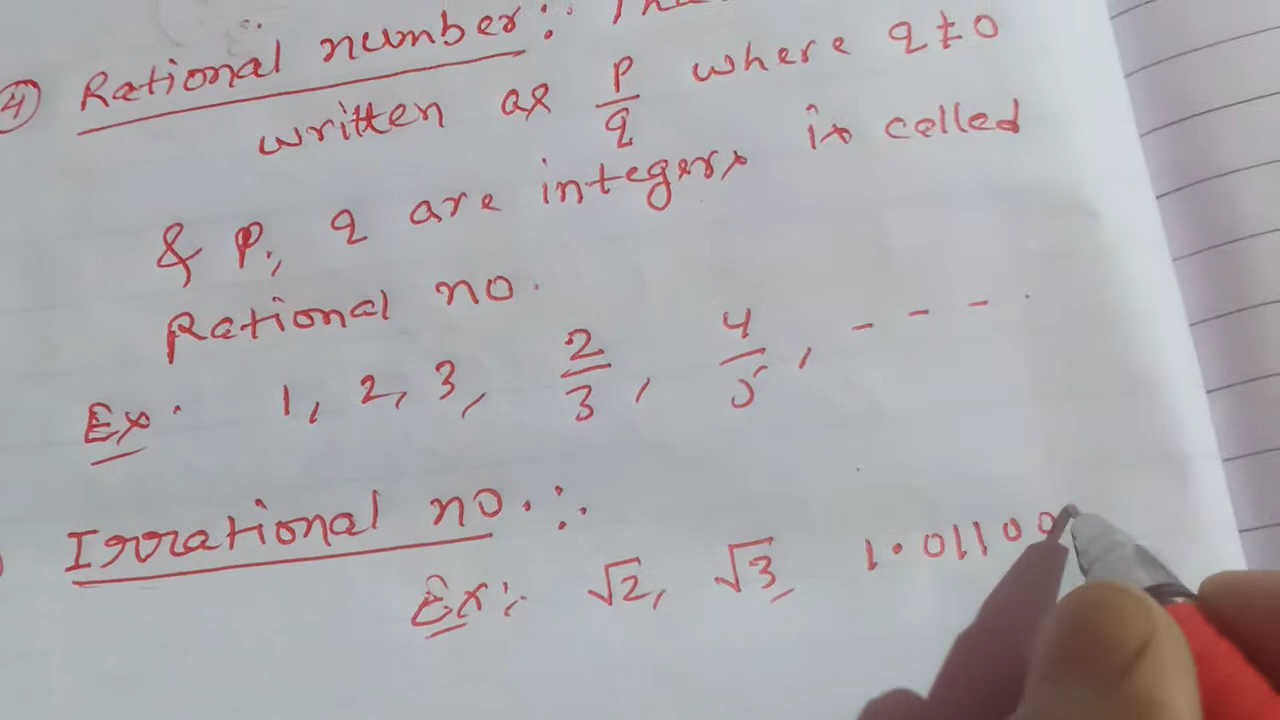 ④ Rational number :
written as p/q where q ≠ 0
& p, q are integers is called
Rational no.
Ex. 1, 2, 3, 2/3, 4/5, - - - .
Irrational no. :
Ex: √2, √3 1.01100